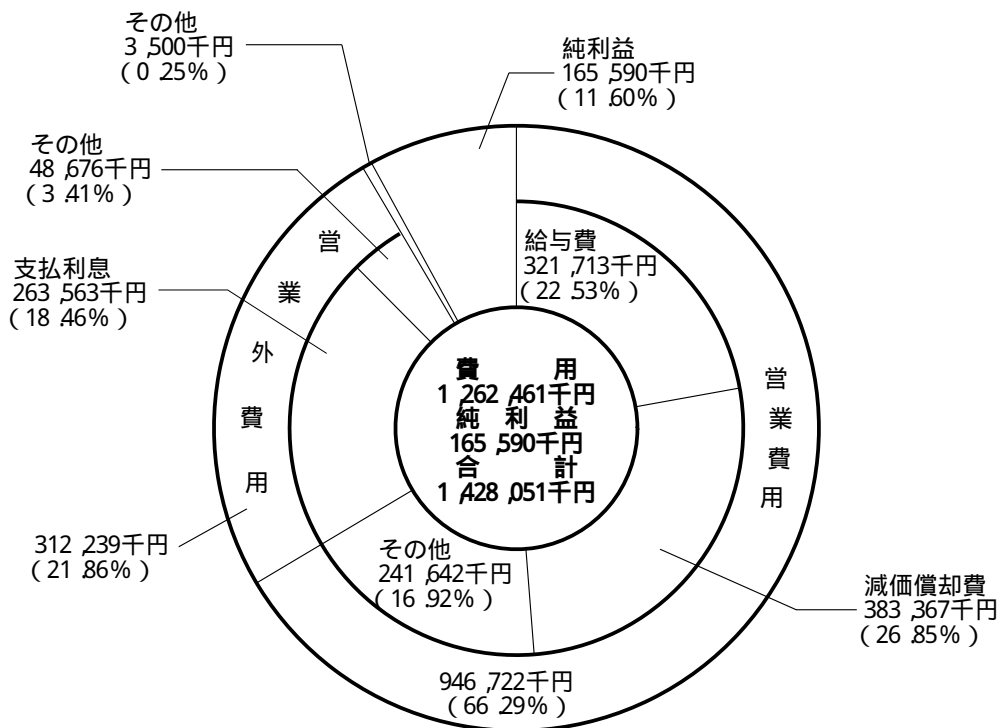 その他
3,500千円
（0.25％）
純利益
165,590千円
（11.60％）
その他
48,676千円
（3.41％）
支払利息
263,563千円
（18.46％）
営業外費用
312,239千円
（21.86％）
給与費
321,713千円
（22.53％）
費用
1,262,461千円
純利益
165,590千円
合計
1,428,051千円
営業費用
その他
241,642千円
（16.92％）
減価償却費
383,367千円
（26.85％）
946,722千円
（66.29％）